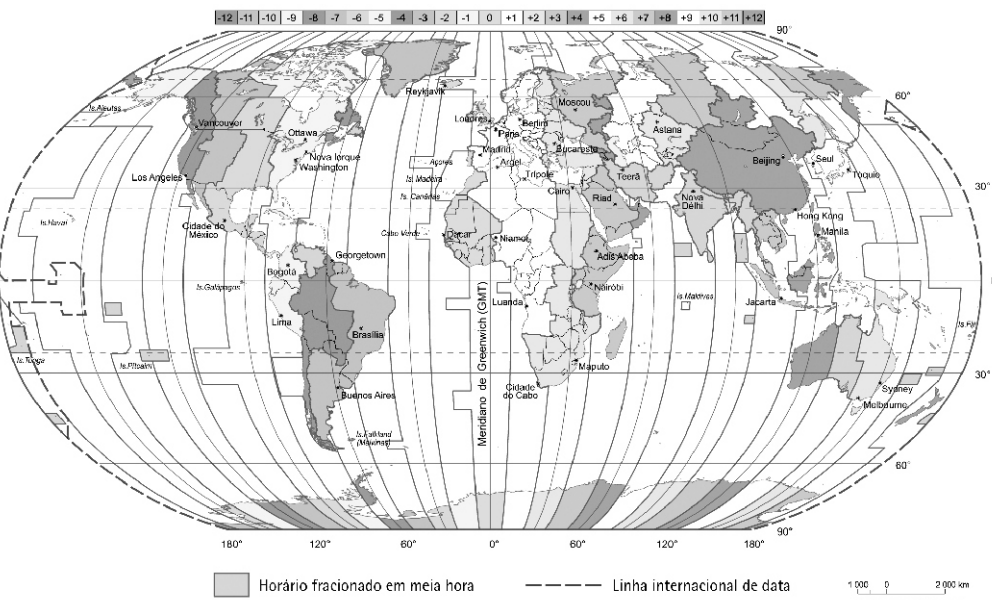 -12 -11 -10 -9 -8 -7 -6 -5 -4 -3 -2 -1 0 +1 +2 +3 +4 +5 +6 +7 +8 +9 +10 +11 +12
90°
Reykjavik
Moscou
60°
Is.Aleutas
Vancouver
Londres
Berlim
Paris
Astana
Ottawa
Bucareste
Nova Iorque
Washington
Açores
Madrid
Argel
Beijing
Seul
Tóquio
Los Angeles
Is. Madeira
Trípole
Teerã
30°
Is. Canárias
Cairo
Riad
Nova
Délhi
Is.Havaí
Cidade do
México
Hong Kong
Manila
Cabo Verde
Dacar
Niamei
Georgetown
Adis Abeba
Bogotá
Is.Galápagos
Nairóbi
Is.Maldivas
Luanda
Jacarta
Lima
Brasília
Meridiano de Greenwich (GMT)
Is.Tonga
Is.Pitcairn
Maputo
30°
Cidade
do Cabo
Buenos Aires
Sydney
Melbourne
Is.Falkland
(Malvinas)
60°
90°
180° 120° 60° 0° 60° 120° 180°
Horário fracionado em meia hora
Linha internacional de data
1 000 0 2 000 km